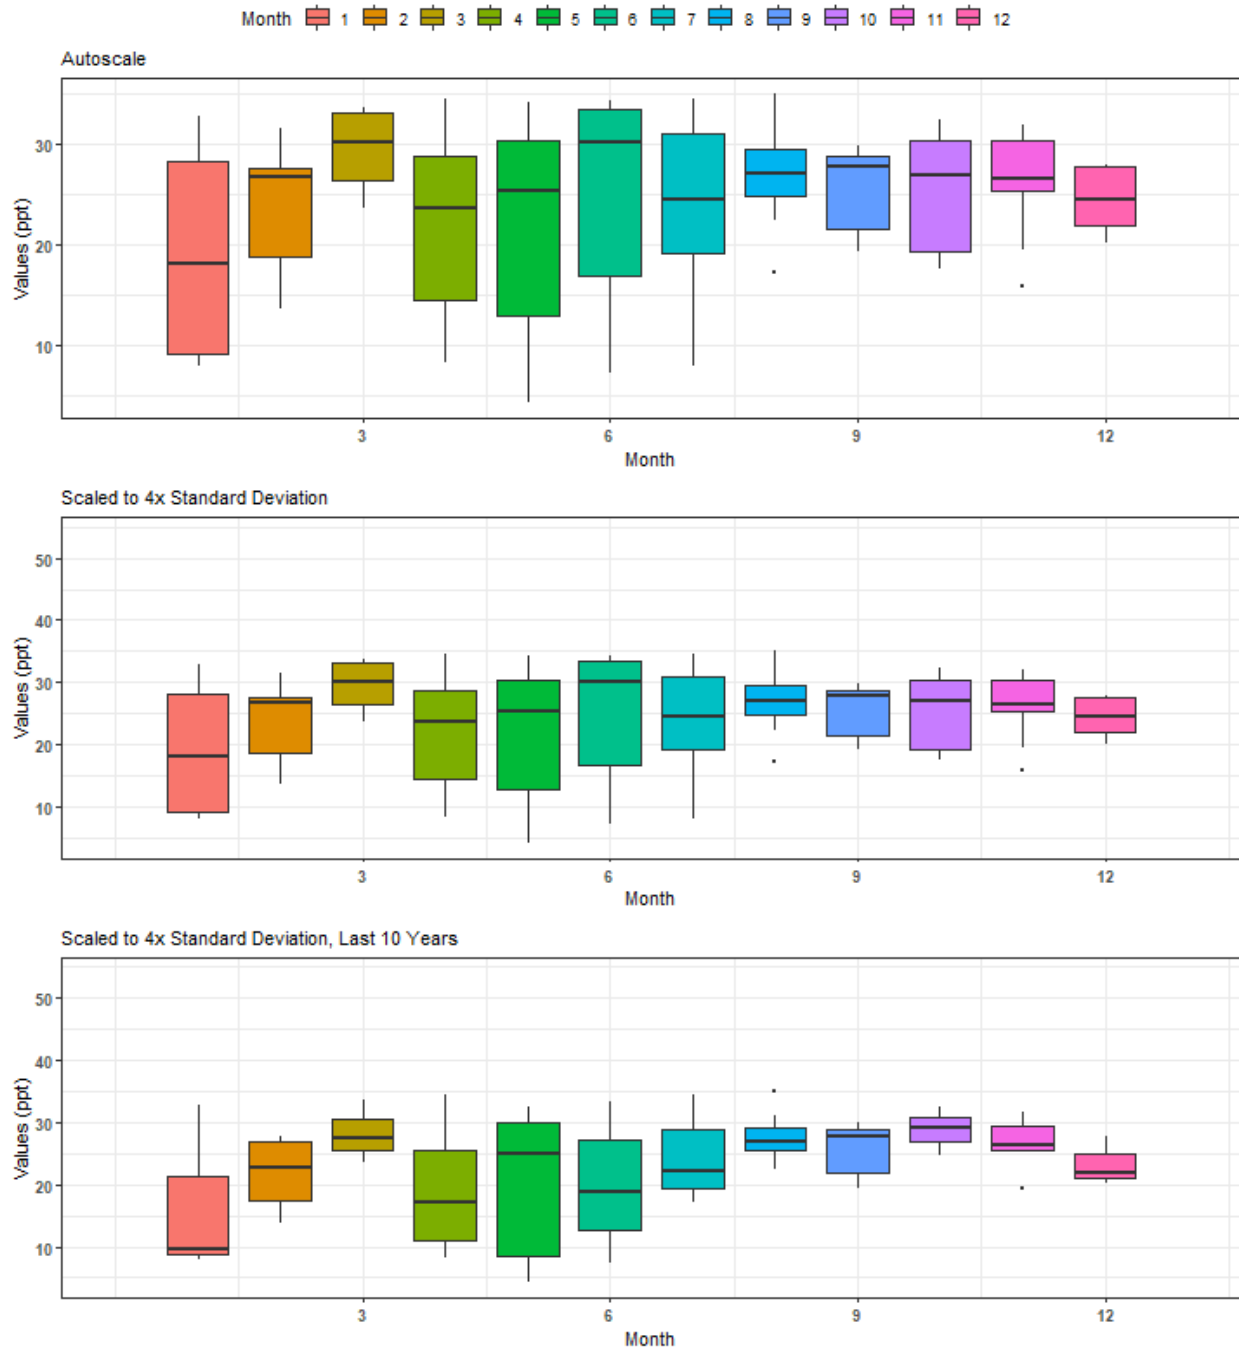 Month 1 2 3 4 5 6 7 8 9 10 11 12
Autoscale
Values (ppt)
30
20
10
3 6 9 12
Month
Scaled to 4x Standard Deviation
Values (ppt)
50
40
30
20
10
3 6 9 12
Month
Scaled to 4x Standard Deviation, Last 10 Years
Values (ppt)
50
40
30
20
10
3 6 9 12
Month